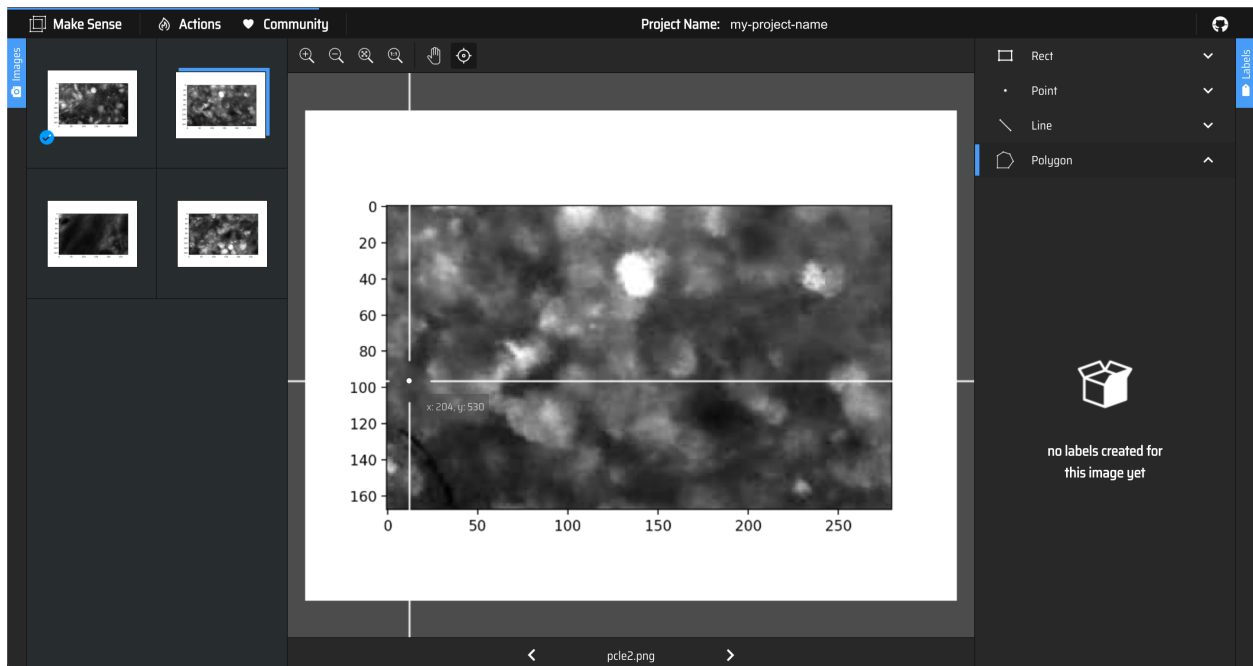 Make Sense Actions Community Project Name: my-project-name
Images
Labels
Rect
Point
Line
Polygon
0
20
40
60
80
100
120
140
160
0 50 100 150 200 250
x: 204, y: 530
no labels created for
this image yet
pcle2.png